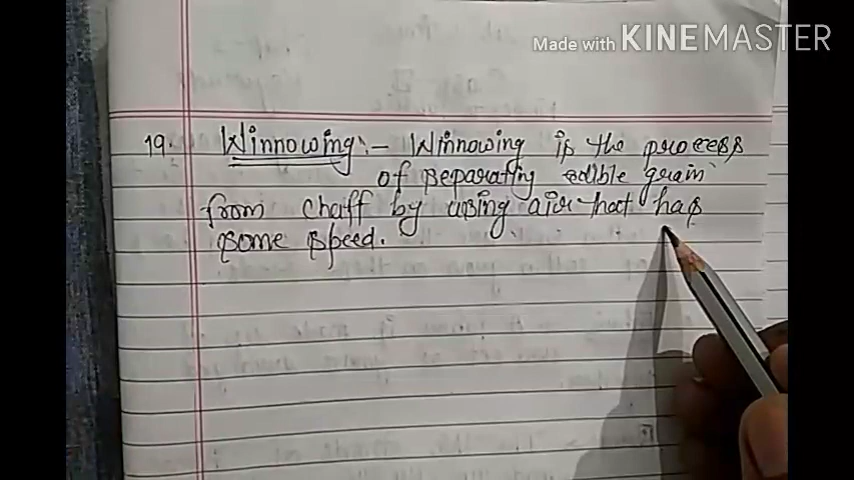 Made with KINEMASTER
19. Winnowing :- Winnowing is the process
of separating edible grain
from chaff by using air that has
some speed.